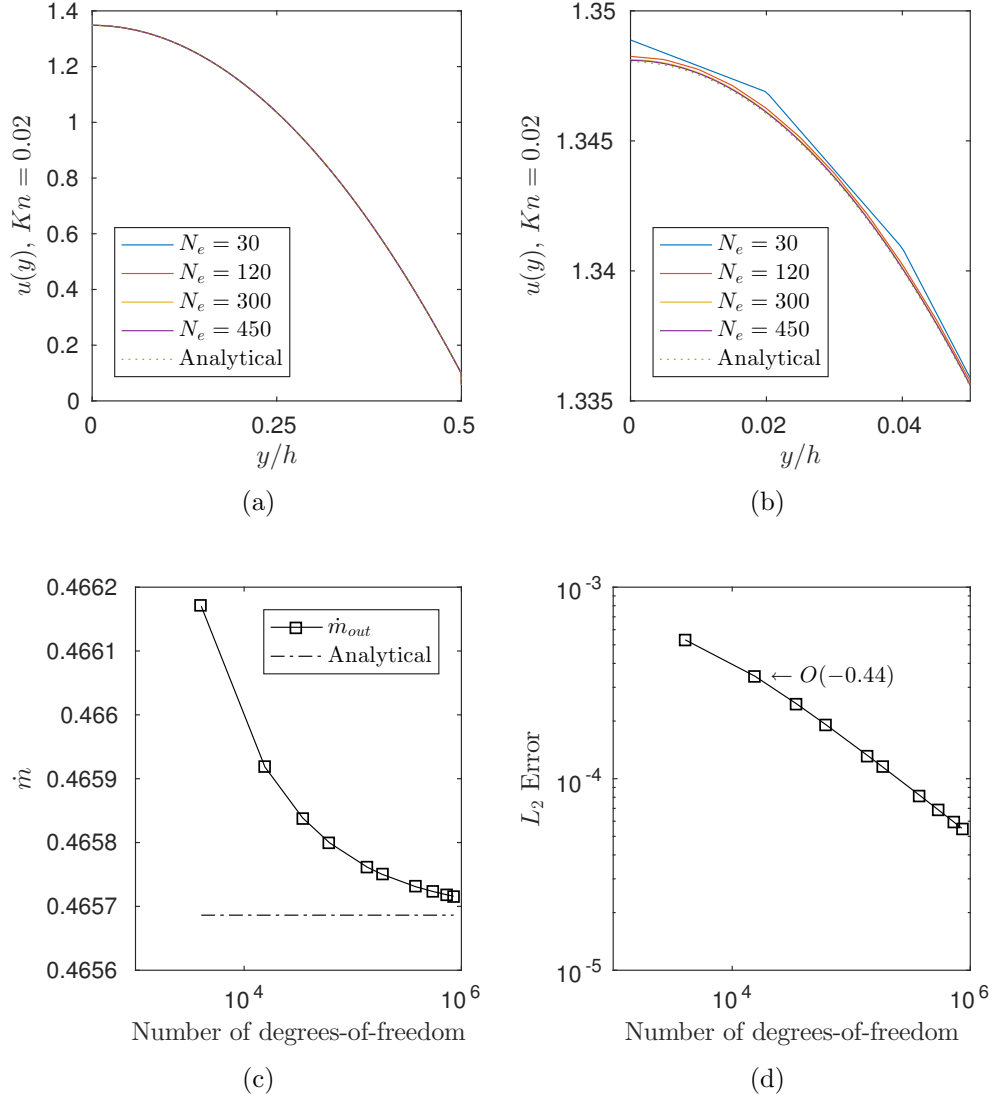 1.4
1.2
1
0.8
0.6
0.4
0.2
0
u(y), Kn = 0.02
N_e = 30
N_e = 120
N_e = 300
N_e = 450
Analytical
0 0.25 0.5
y/h
(a)
1.35
1.345
1.34
1.335
u(y), Kn = 0.02
N_e = 30
N_e = 120
N_e = 300
N_e = 450
Analytical
0 0.02 0.04
y/h
(b)
0.4662
0.4661
0.466
0.4659
0.4658
0.4657
0.4656
ṁ
ṁ_{out}
Analytical
10^4 10^6
Number of degrees-of-freedom
(c)
10^{-3}
10^{-4}
10^{-5}
L_2 Error
← O(−0.44)
10^4 10^6
Number of degrees-of-freedom
(d)